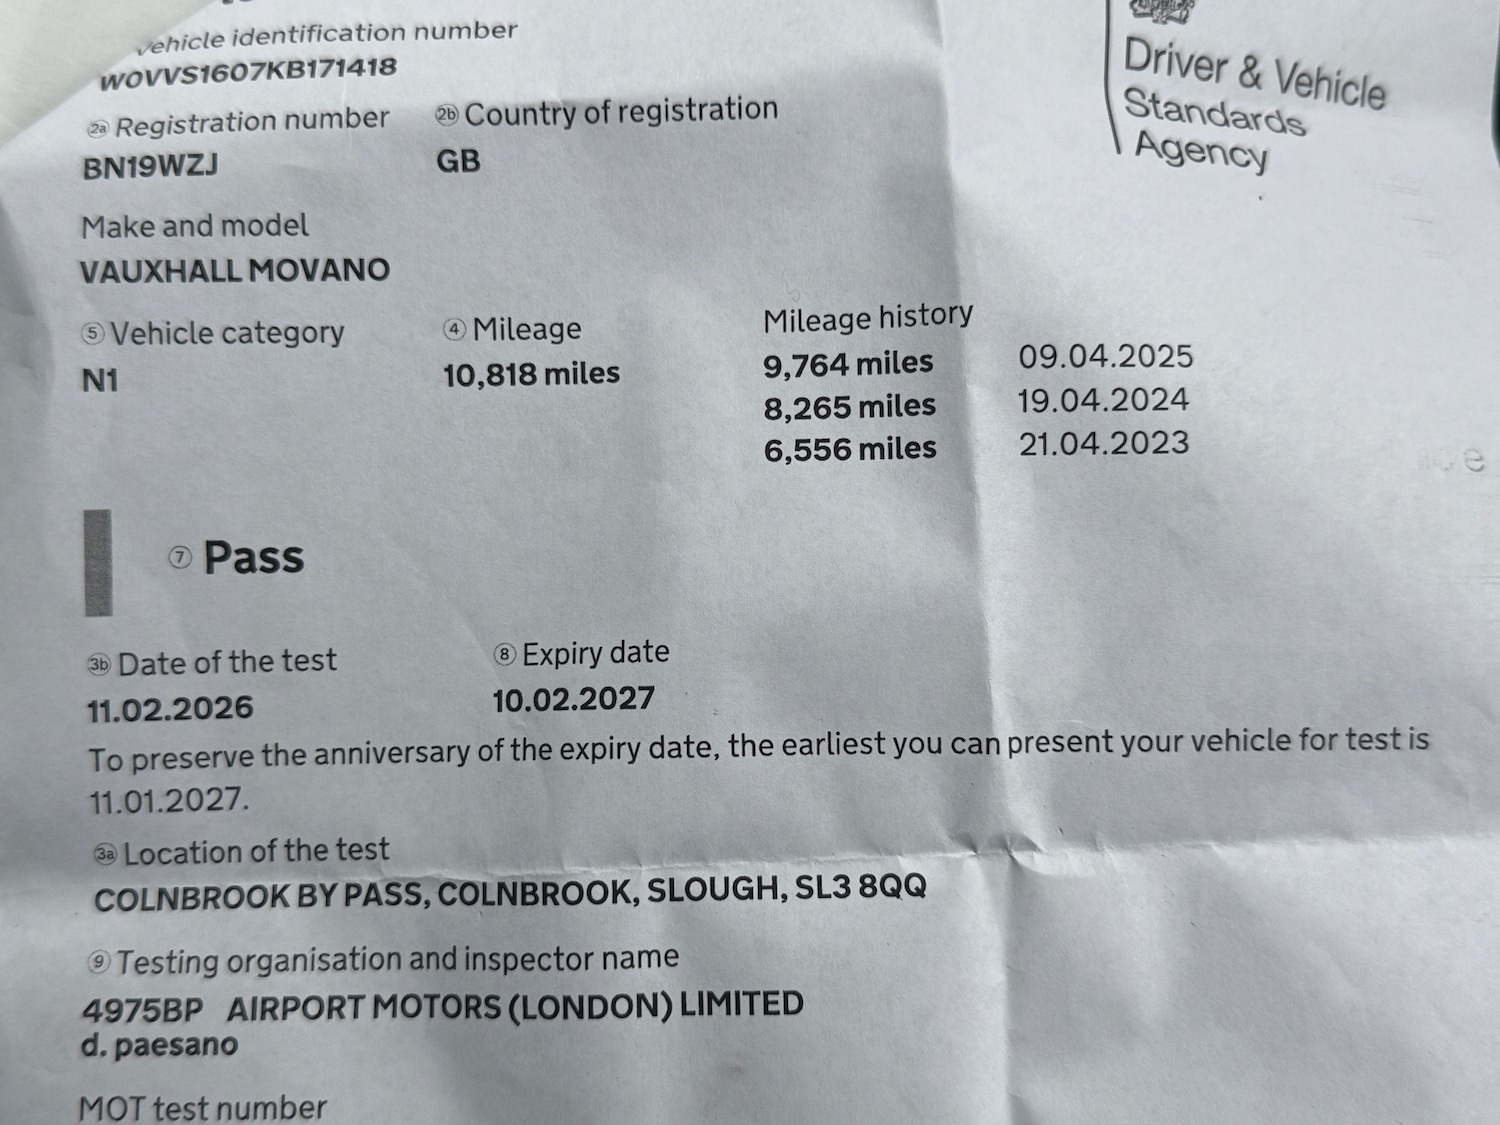 Vehicle identification number
W0VVS1607KB171418
2a Registration number
BN19WZJ
2b Country of registration
GB
Driver & Vehicle
Standards
Agency
Make and model
VAUXHALL MOVANO
5 Vehicle category
N1
4 Mileage
10,818 miles
Mileage history
9,764 miles 09.04.2025
8,265 miles 19.04.2024
6,556 miles 21.04.2023
7 Pass
3b Date of the test
11.02.2026
8 Expiry date
10.02.2027
To preserve the anniversary of the expiry date, the earliest you can present your vehicle for test is
11.01.2027.
3a Location of the test
COLNBROOK BY PASS, COLNBROOK, SLOUGH, SL3 8QQ
9 Testing organisation and inspector name
4975BP AIRPORT MOTORS (LONDON) LIMITED
d. paesano
MOT test number